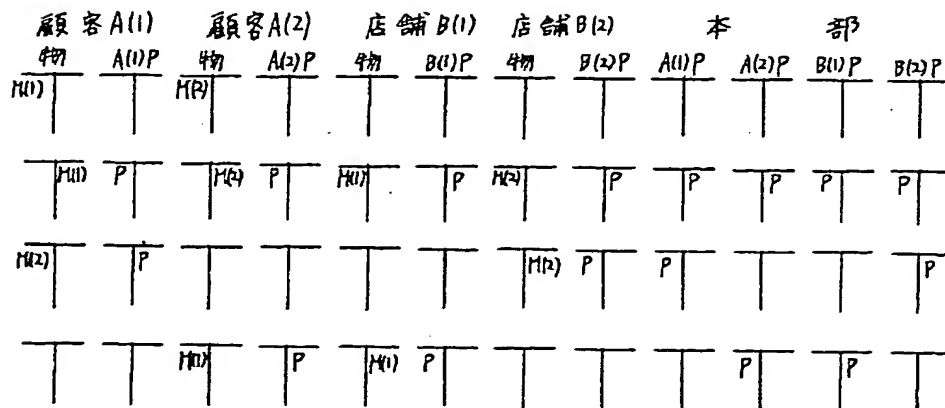 顧客A(1) 顧客A(2) 店舗B(1) 店舗B(2) 本部
物 A(1)P 物 A(2)P 物 B(1)P 物 B(2)P A(1)P A(2)P B(1)P B(2)P
M(1) M(2)
M(1) P M(2) P M(1) P M(2) P P P P P
M(2) P M(2) P P P
M(1) P M(1) P P P